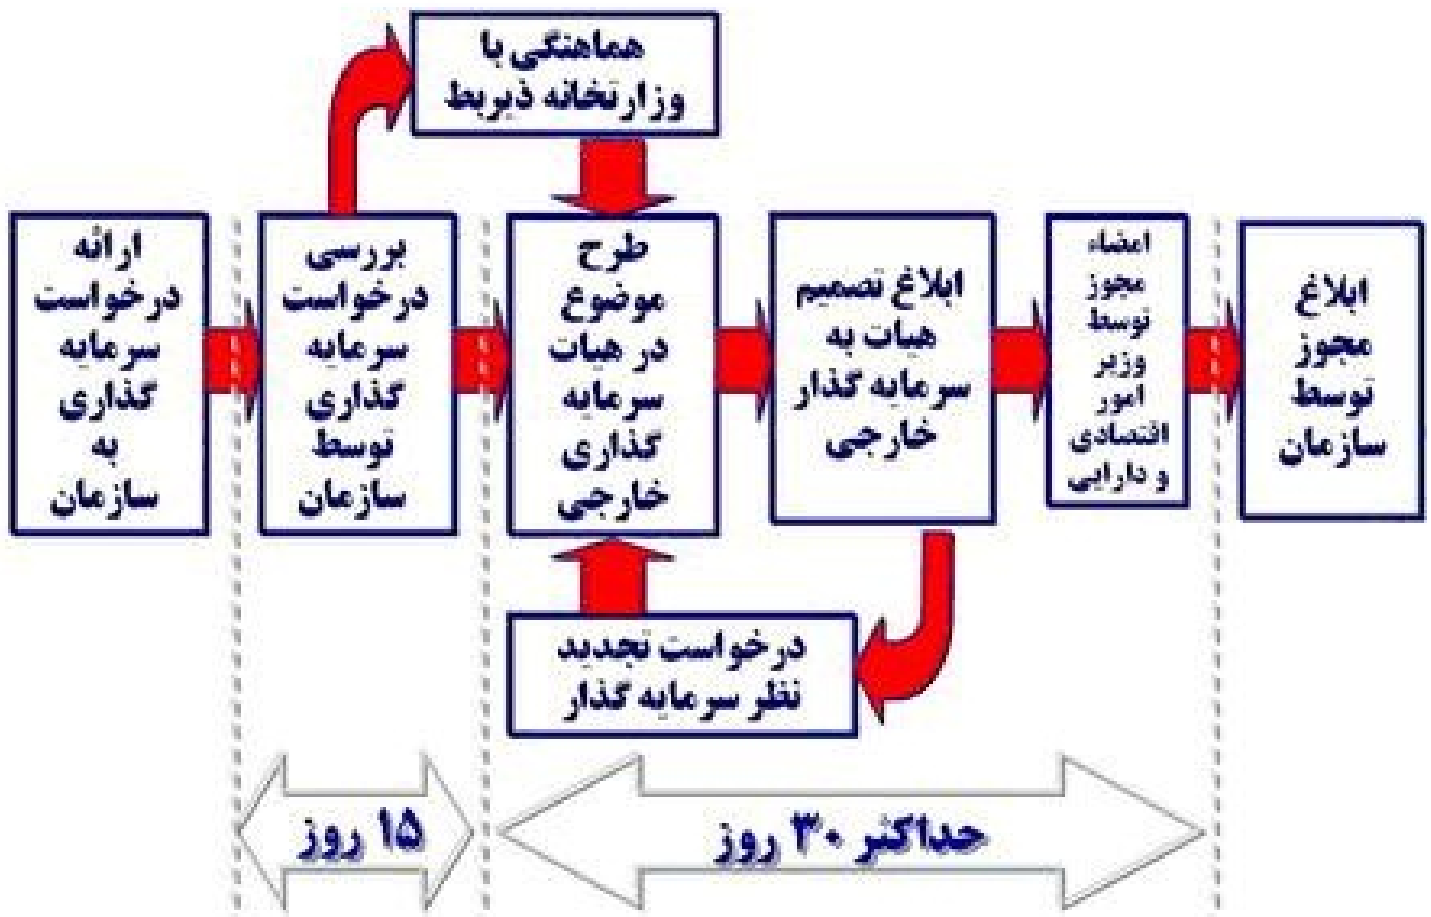 هماهنگی با
وزارتخانه ذیربط
ارائه
درخواست
سرمایه
گذاری
به
سازمان
بررسی
درخواست
سرمایه
گذاری
توسط
سازمان
طرح
موضوع
در هیات
سرمایه
گذاری
خارجی
ابلاغ تصمیم
هیات به
سرمایه گذار
خارجی
امضاء
مجوز
توسط
وزیر
امور
اقتصادی
و دارایی
ابلاغ
مجوز
توسط
سازمان
درخواست تجدید
نظر سرمایه گذار
۱۵ روز
حداکثر ۳۰ روز